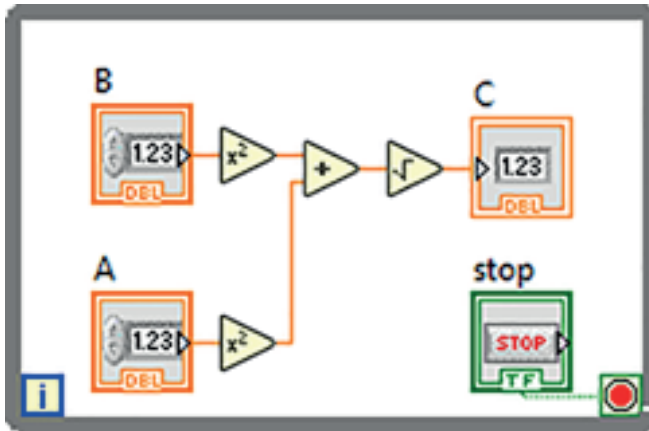 B
1.23
x²
DBL
+
√
C
1.23
DBL
A
1.23
x²
DBL
stop
STOP
TF
i